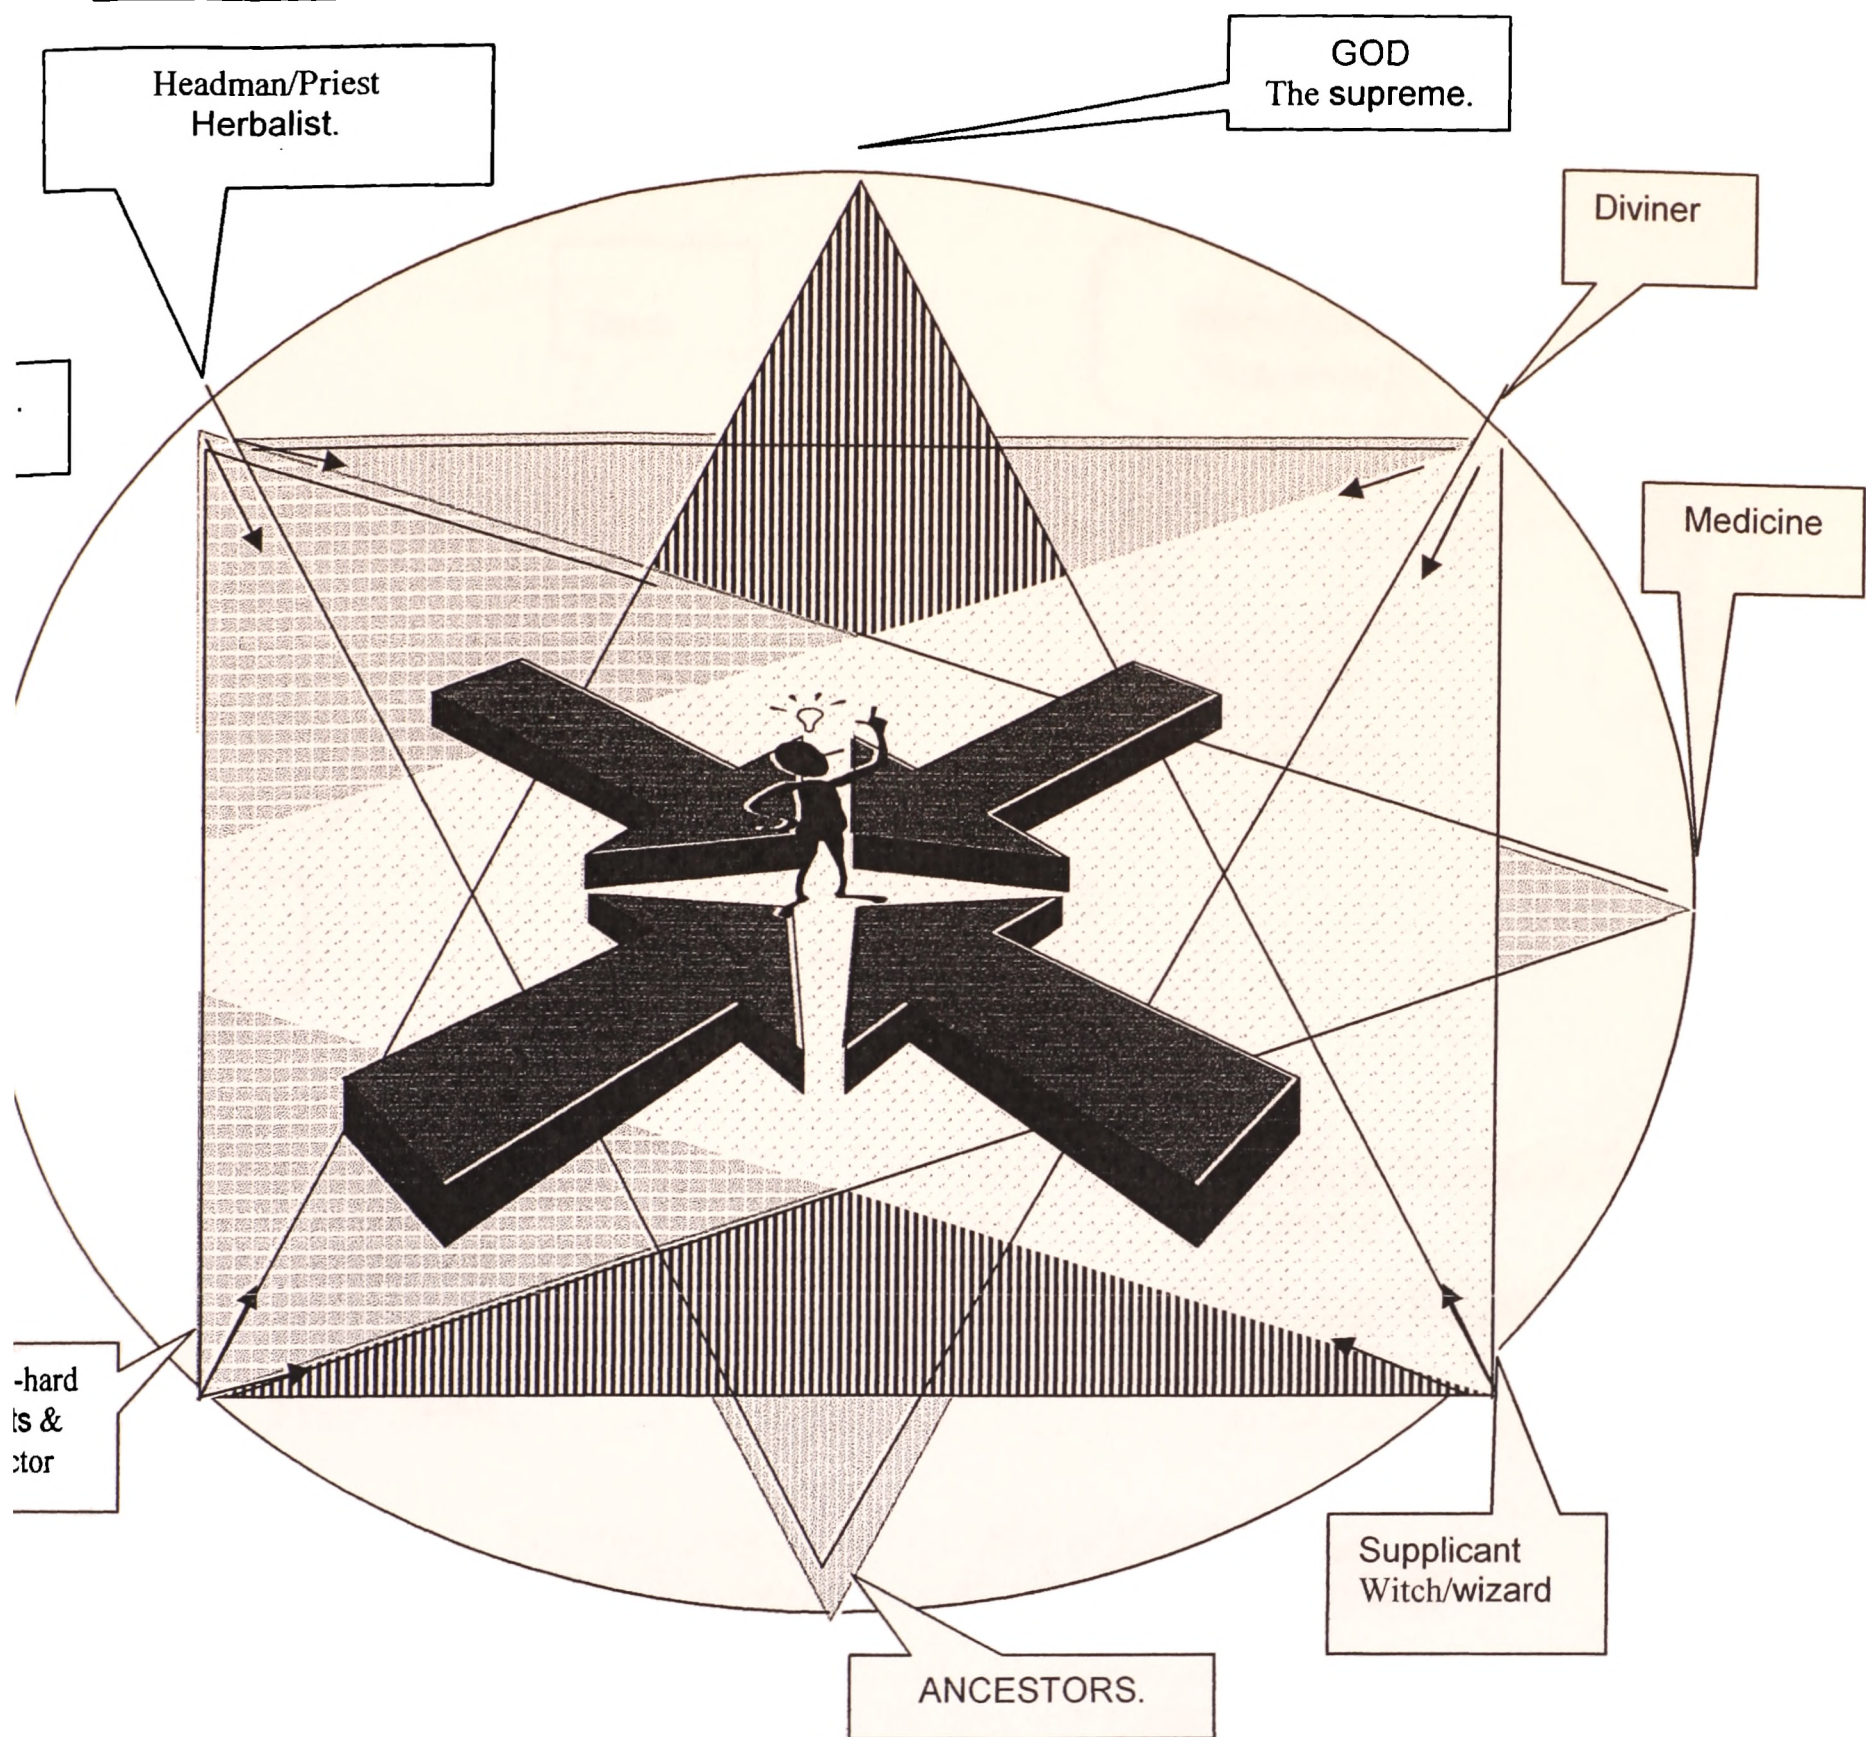 GOD
The supreme.
Headman/Priest
Herbalist.
Diviner
Medicine
-hard
ts &
ctor
Supplicant
Witch/wizard
ANCESTORS.